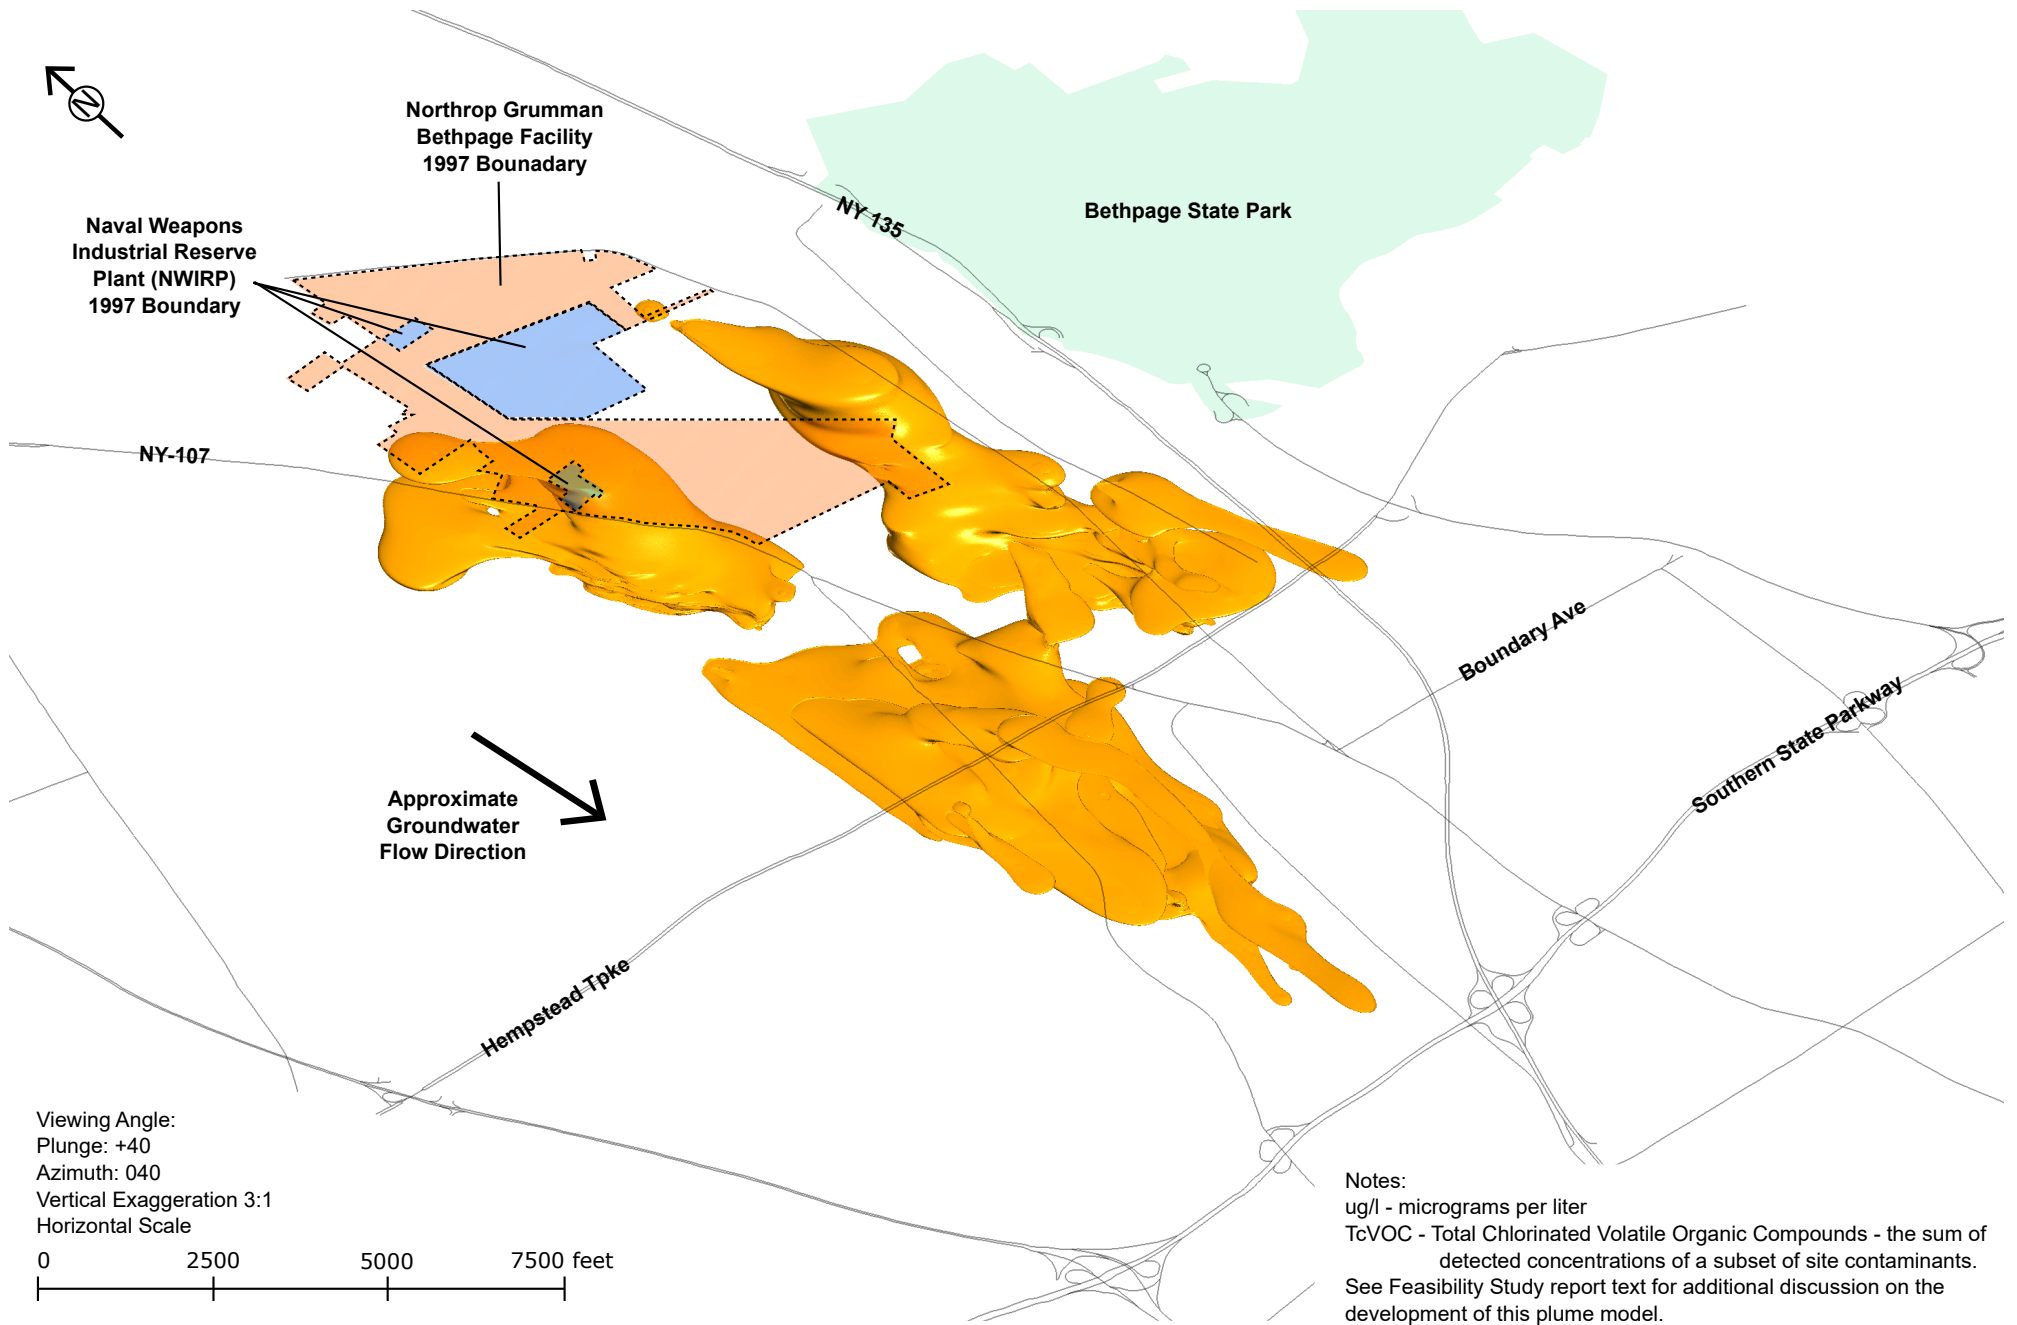 N
Northrop Grumman
Bethpage Facility
1997 Bounadary
Naval Weapons
Industrial Reserve
Plant (NWIRP)
1997 Boundary
NY 135
Bethpage State Park
NY-107
Boundary Ave
Southern State Parkway
Approximate
Groundwater
Flow Direction
Hempstead Tpke
Viewing Angle:
Plunge: +40
Azimuth: 040
Vertical Exaggeration 3:1
Horizontal Scale
0 2500 5000 7500 feet
Notes:
ug/l - micrograms per liter
TcVOC - Total Chlorinated Volatile Organic Compounds - the sum of
detected concentrations of a subset of site contaminants.
See Feasibility Study report text for additional discussion on the
development of this plume model.